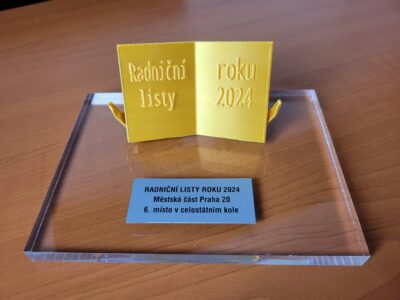 Radniční
listy
roku
2024
RADNIČNÍ LISTY ROKU 2024
Městská část Praha 20
6. místo v celostátním kole